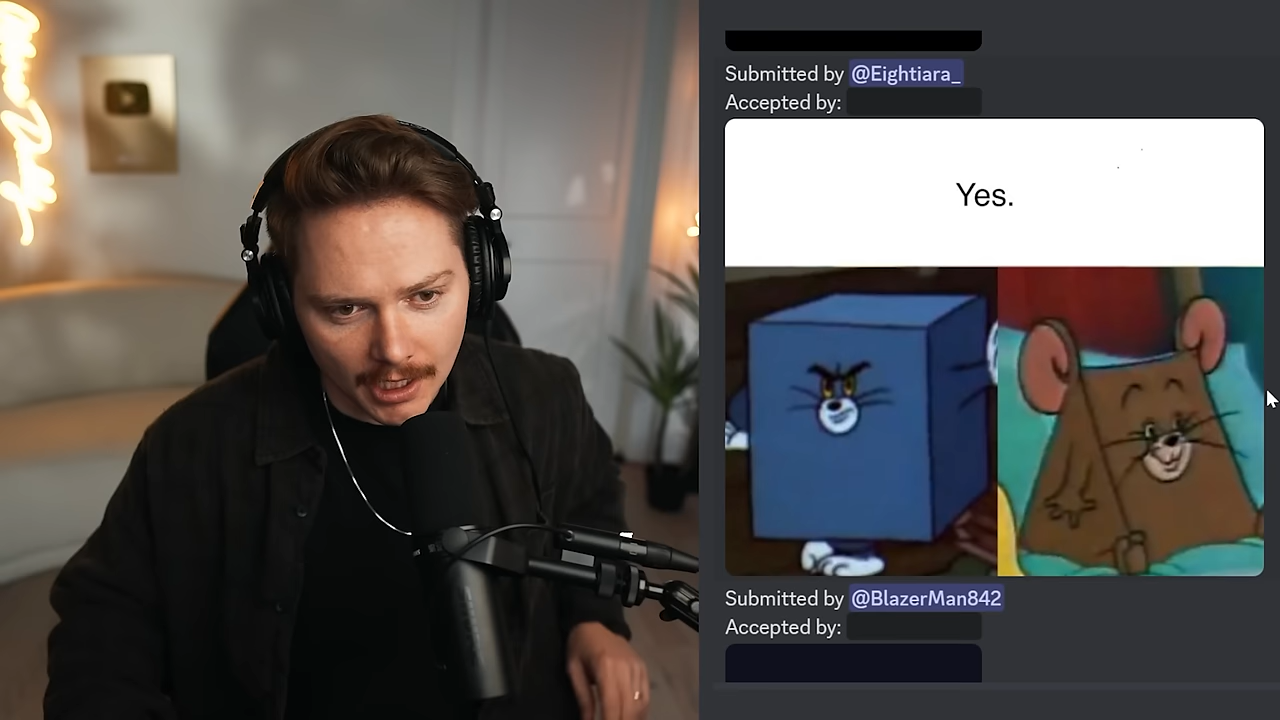 Submitted by @Eightiara_
Accepted by:
Yes.
Submitted by @BlazerMan842
Accepted by: